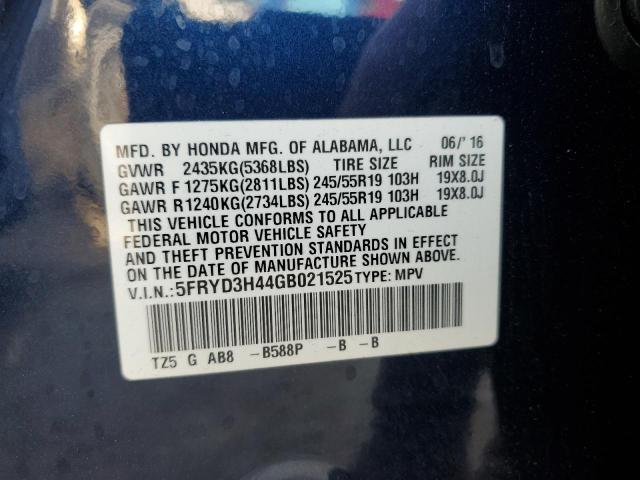 MFD. BY HONDA MFG. OF ALABAMA, LLC 06/'16
GVWR 2435KG(5368LBS) TIRE SIZE RIM SIZE
GAWR F 1275KG(2811LBS) 245/55R19 103H 19X8.0J
GAWR R1240KG(2734LBS) 245/55R19 103H 19X8.0J
THIS VEHICLE CONFORMS TO ALL APPLICABLE
FEDERAL MOTOR VEHICLE SAFETY
AND THEFT PREVENTION STANDARDS IN EFFECT
ON THE DATE OF MANUFACTURE SHOWN ABOVE.
V.I.N.:5FRYD3H44GB021525 TYPE: MPV
TZ5 G AB8 -B588P -B -B